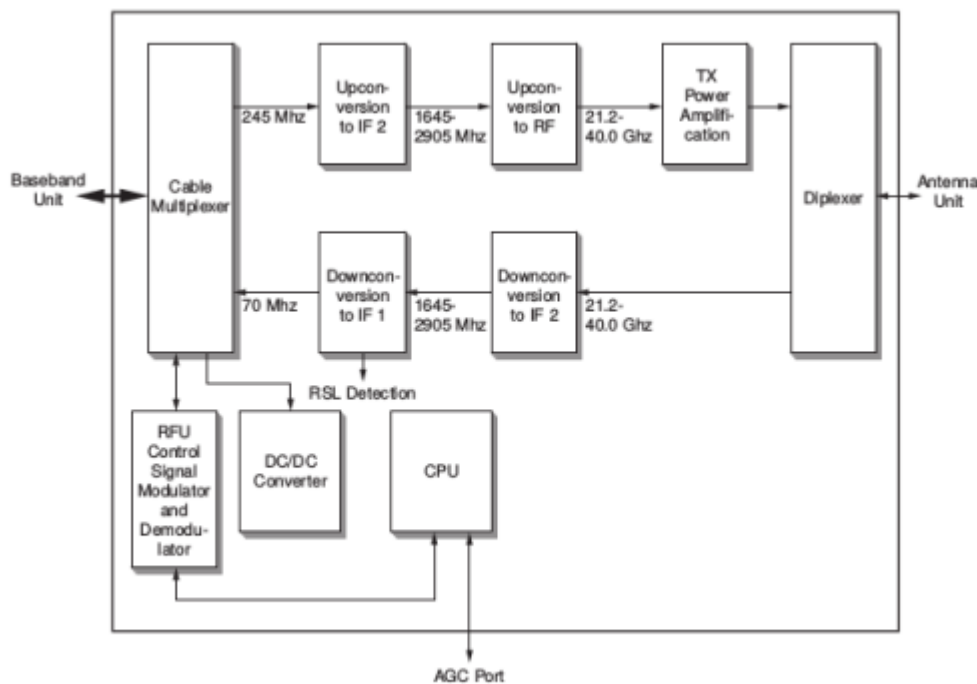 Baseband
Unit
Cable
Multiplexer
245 Mhz
Upcon-
version
to IF 2
1645-
2905 Mhz
Upcon-
version
to RF
21.2-
40.0 Ghz
TX
Power
Amplifi-
cation
Diplexer
Antenna
Unit
70 Mhz
Downcon-
version
to IF 1
1645-
2905 Mhz
Downcon-
version
to IF 2
21.2-
40.0 Ghz
RSL Detection
RFU
Control
Signal
Modulator
and
Demodu-
lator
DC/DC
Converter
CPU
AGC Port